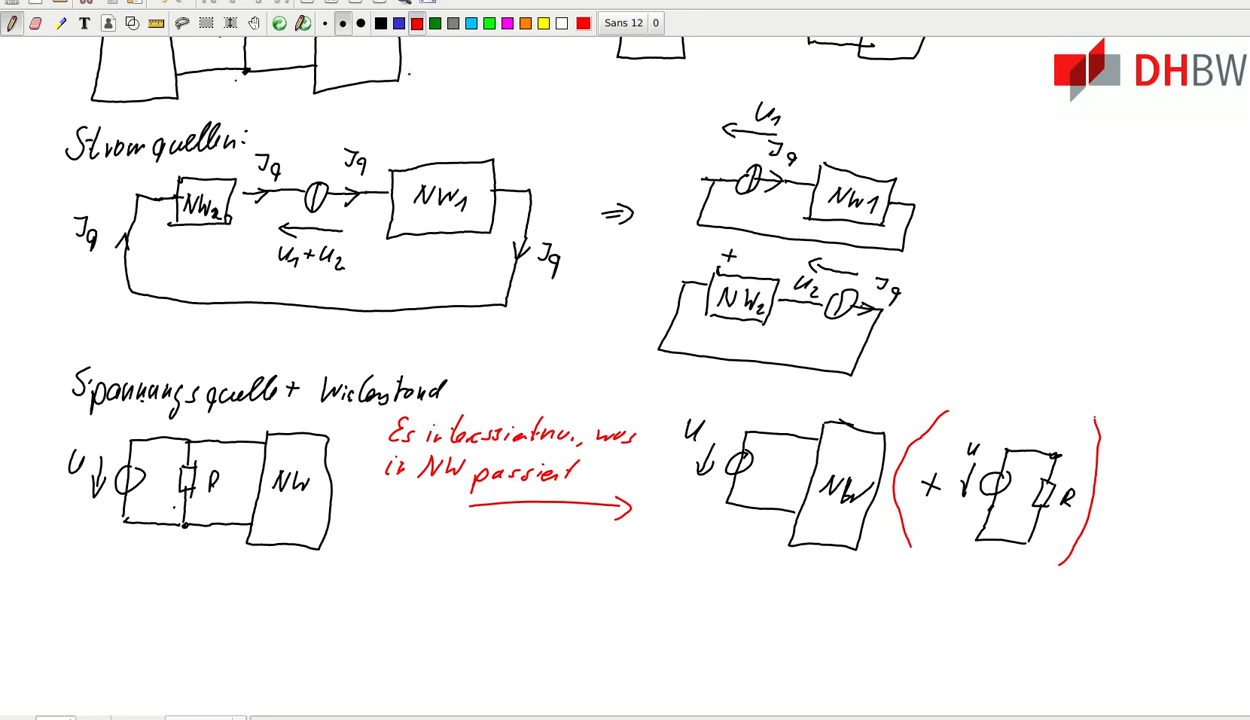 Sans 12 0
DHBW
Stromquellen:
Jq Jq
NW2 NW1
Jq U1+U2 Jq
⇒
U1
Jq
NW1
+
NW2 U2 Jq
Spannungsquelle + Widerstand
U R NW
Es interessiert nur, was
in NW passiert
U NW
+ U R